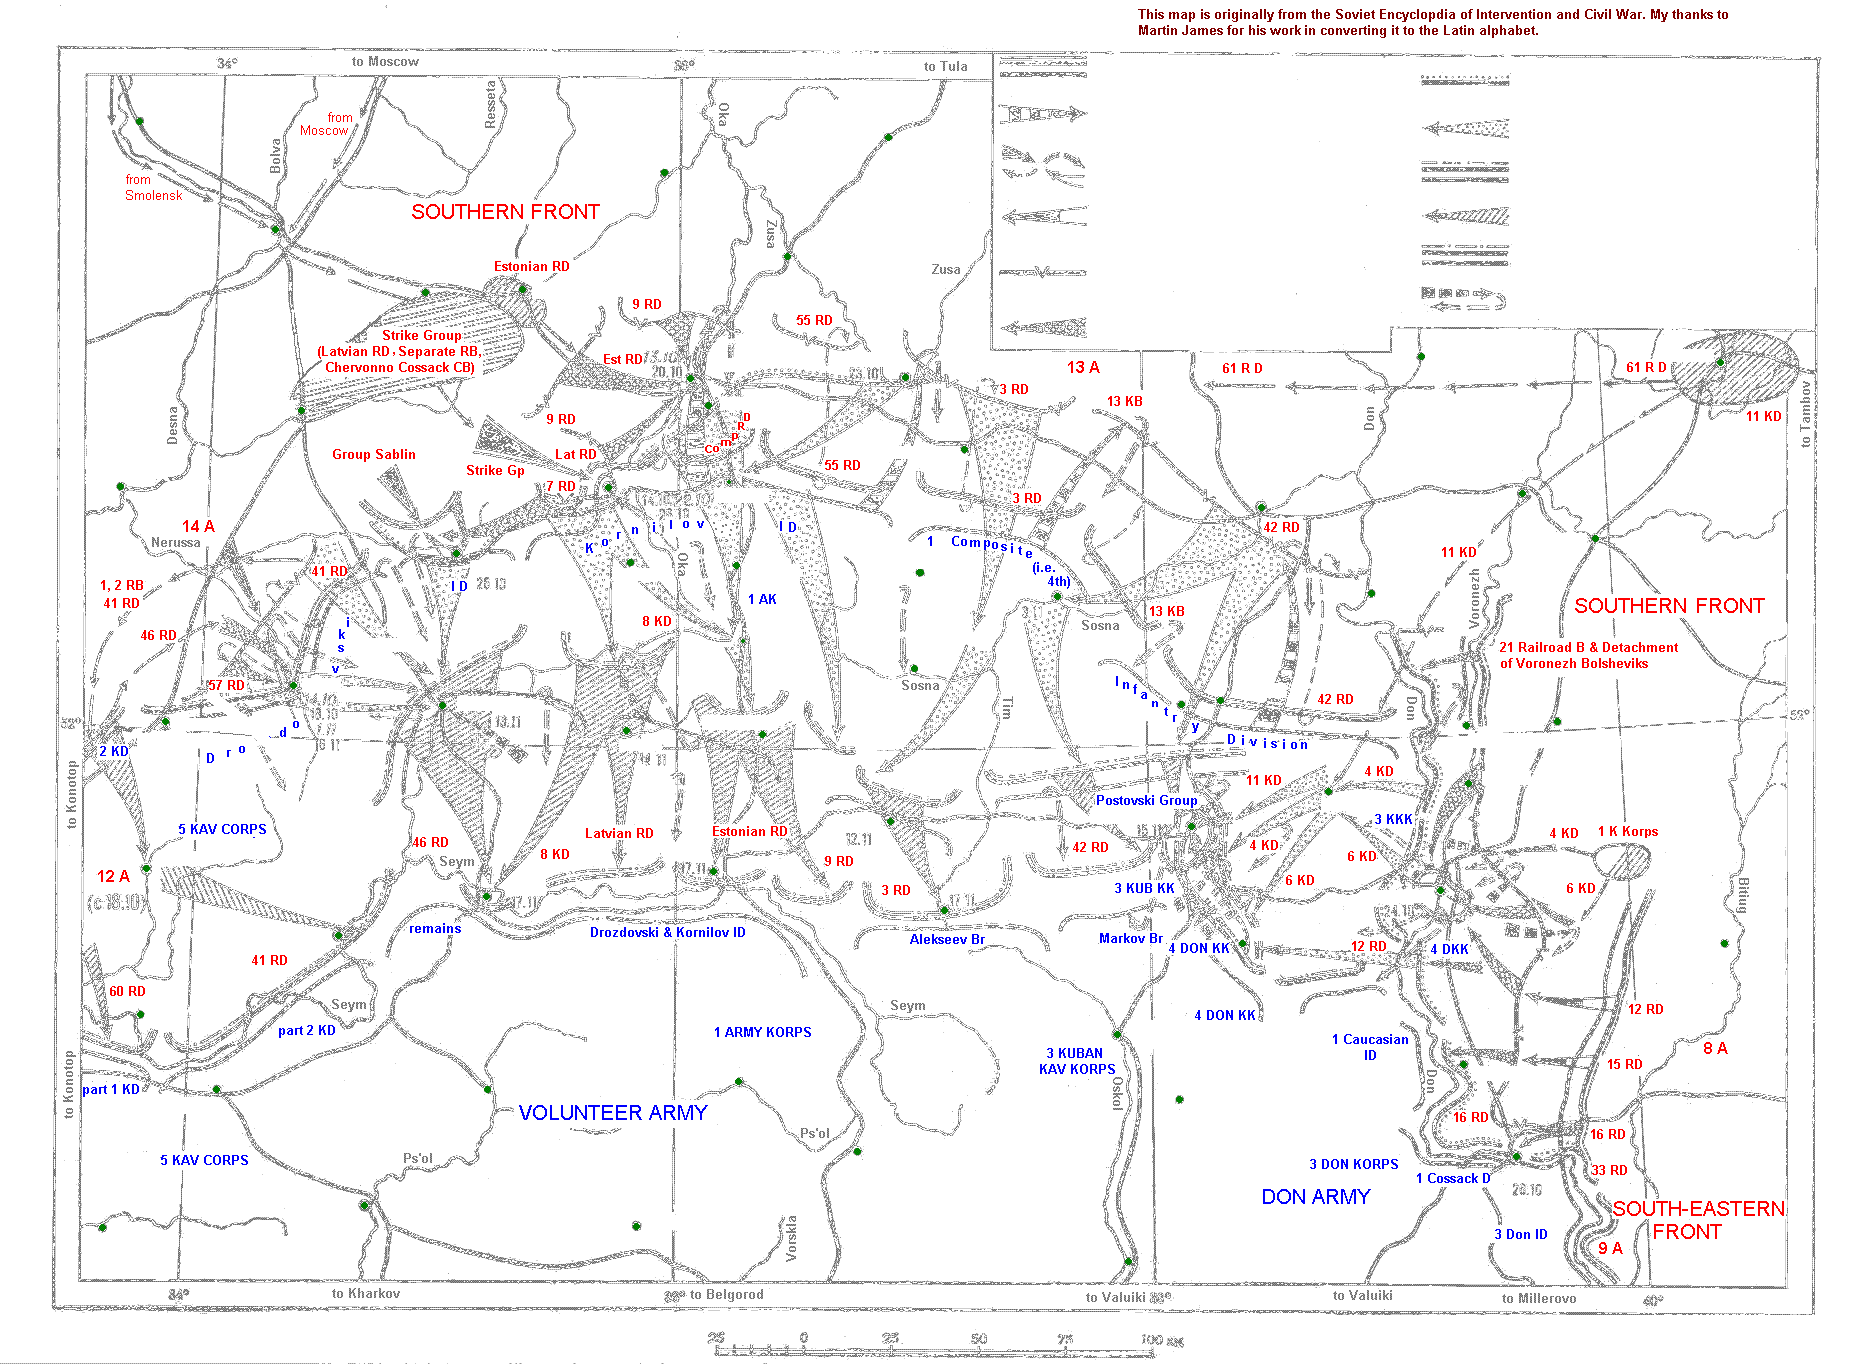 This map is originally from the Soviet Encyclopdia of Intervention and Civil War. My thanks to
Martin James for his work in converting it to the Latin alphabet.
34°
to Moscow
to Tula
from
Moscow
Resseta
Oka
Bolva
from
Smolensk
SOUTHERN FRONT
Zusa
Zusa
Estonian RD
9 RD
55 RD
Strike Group
(Latvian RD, Separate RB,
Chervonno Cossack CB)
Est RD
13.10
20.10
13 A
61 R D
61 R D
3 RD
13 KB
11 KD
to Tambov
Desna
9 RD
Comp RD
Don
Group Sablin
Lat RD
Strike Gp
55 RD
7 RD
3 RD
14 A
Nerussa
42 RD
Kornilov
ID
1 Composite
(i.e.
4th)
11 KD
Oka
1, 2 RB
41 RD
41 RD
ID
1 AK
Voronezh
SOUTHERN FRONT
46 RD
iksv
8 KD
Sosna
13 KB
21 Railroad B & Detachment
of Voronezh Bolsheviks
57 RD
Sosna
Tim
Infantry
42 RD
Don
52°
2 KD
Drodo
13.11
Division
to Konotop
11 KD
4 KD
Postovski Group
5 KAV CORPS
3 KKK
46 RD
Seym
Latvian RD
Estonian RD
8 KD
9 RD
42 RD
4 KD
6 KD
4 KD
1 K Korps
12 A
(c 18.10)
3 RD
17.11
3 KUB KK
6 KD
6 KD
Bitiug
remains
Drozdovski & Kornilov ID
Alekseev Br
Markov Br
4 DON KK
12 RD
4 DKK
41 RD
60 RD
Seym
part 2 KD
1 ARMY KORPS
Seym
4 DON KK
12 RD
1 Caucasian
ID
8 A
3 KUBAN
KAV KORPS
15 RD
to Konotop
part 1 KD
Oskol
Don
VOLUNTEER ARMY
Ps'ol
16 RD
16 RD
5 KAV CORPS
Ps'ol
3 DON KORPS
33 RD
1 Cossack D
DON ARMY
SOUTH-EASTERN
FRONT
Vorskla
3 Don ID
9 A
34°
to Kharkov
to Belgorod
to Valuiki
to Valuiki
to Millerovo
40°
25 0 25 50 75 100